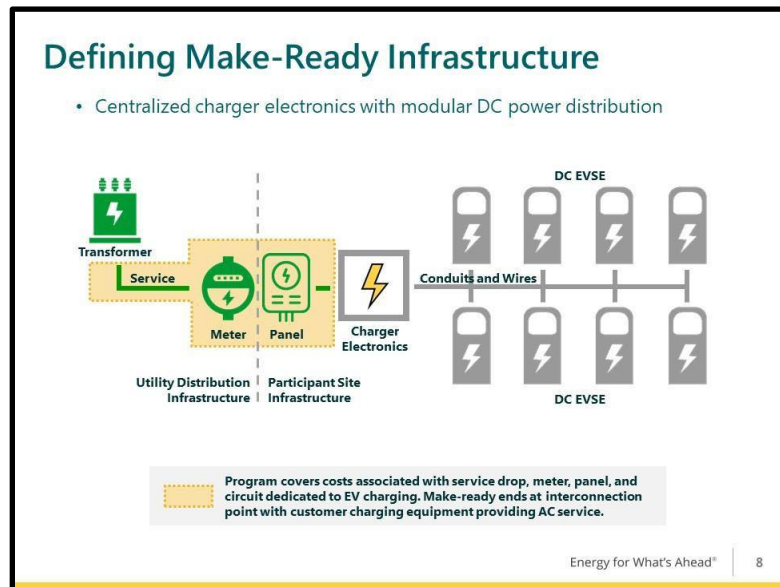 Defining Make-Ready Infrastructure
• Centralized charger electronics with modular DC power distribution
DC EVSE
Transformer
Service
Conduits and Wires
Meter
Panel
Charger
Electronics
Utility Distribution
Infrastructure
Participant Site
Infrastructure
DC EVSE
Program covers costs associated with service drop, meter, panel, and
circuit dedicated to EV charging. Make-ready ends at interconnection
point with customer charging equipment providing AC service.
Energy for What's Ahead®
8